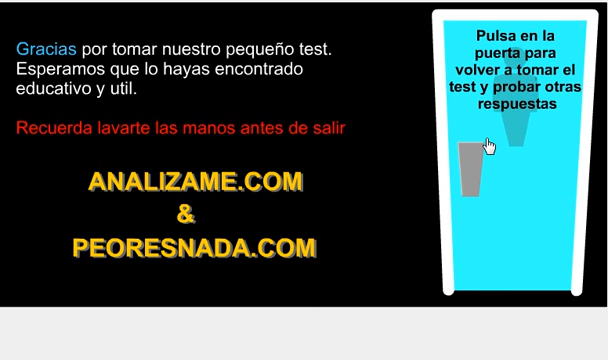 Gracias por tomar nuestro pequeño test.
Esperamos que lo hayas encontrado
educativo y util.
Recuerda lavarte las manos antes de salir
ANALIZAME.COM
&
PEORESNADA.COM
Pulsa en la
puerta para
volver a tomar el
test y probar otras
respuestas